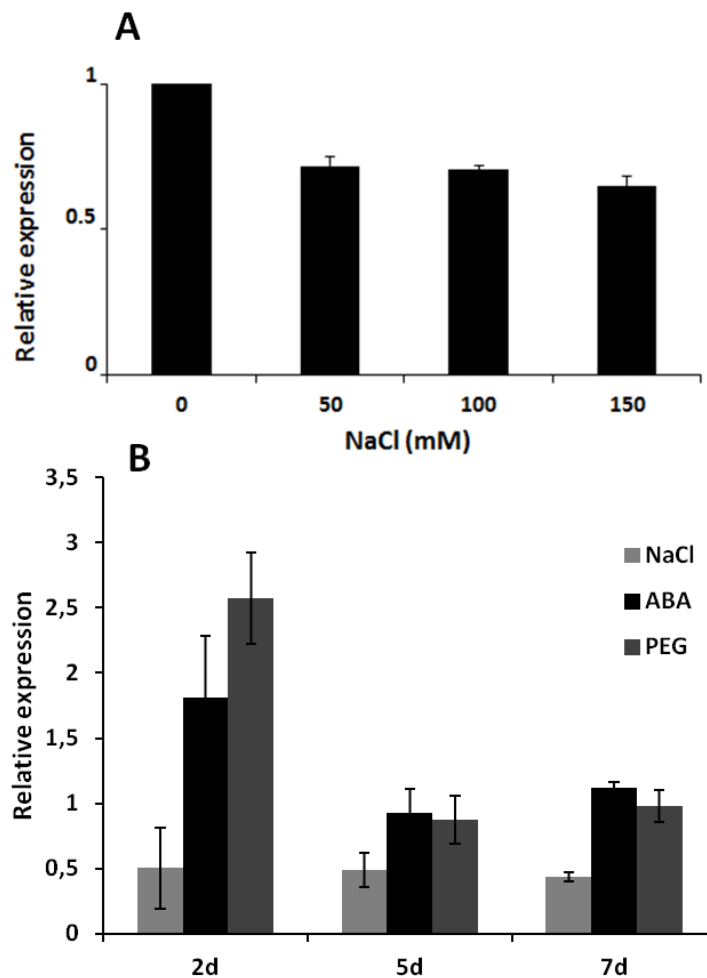 A
Relative expression
1
0.5
0
0 50 100 150
NaCl (mM)
B
Relative expression
3,5
3
2,5
2
1,5
1
0,5
0
NaCl
ABA
PEG
2d 5d 7d